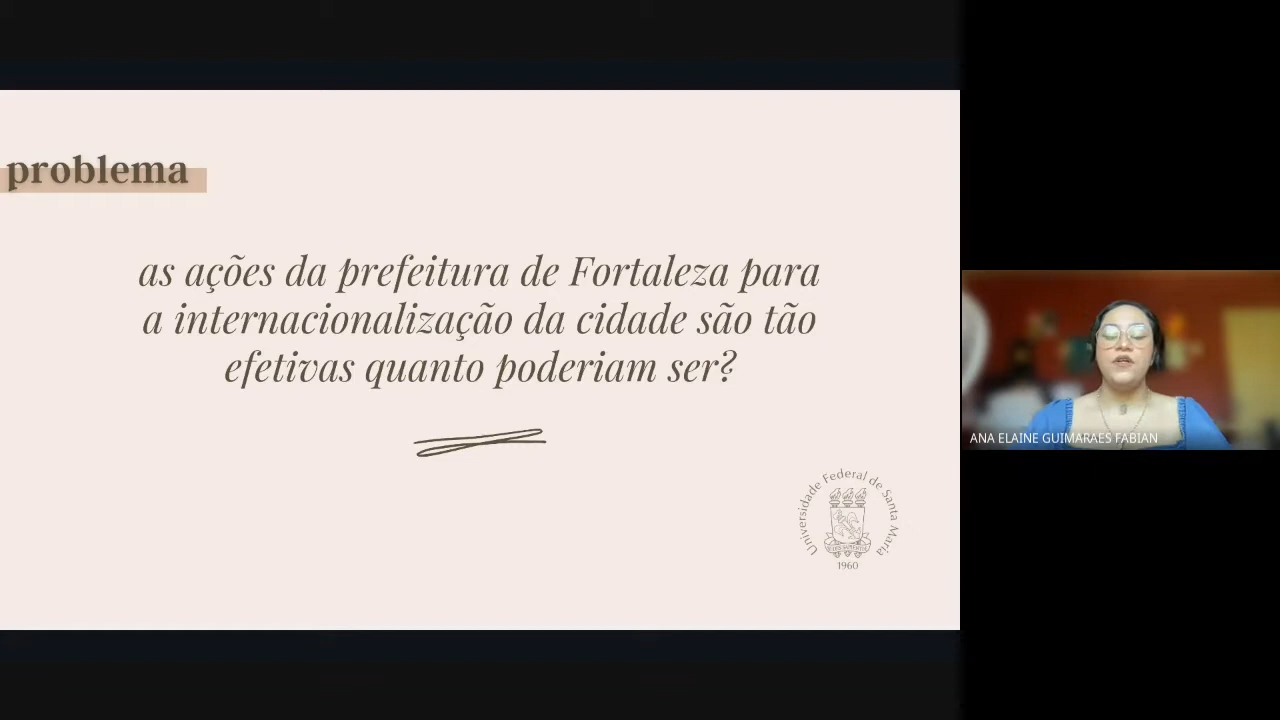 problema
as ações da prefeitura de Fortaleza para
a internacionalização da cidade são tão
efetivas quanto poderiam ser?
Universidade Federal de Santa Maria
1960
ANA ELAINE GUIMARAES FABIAN